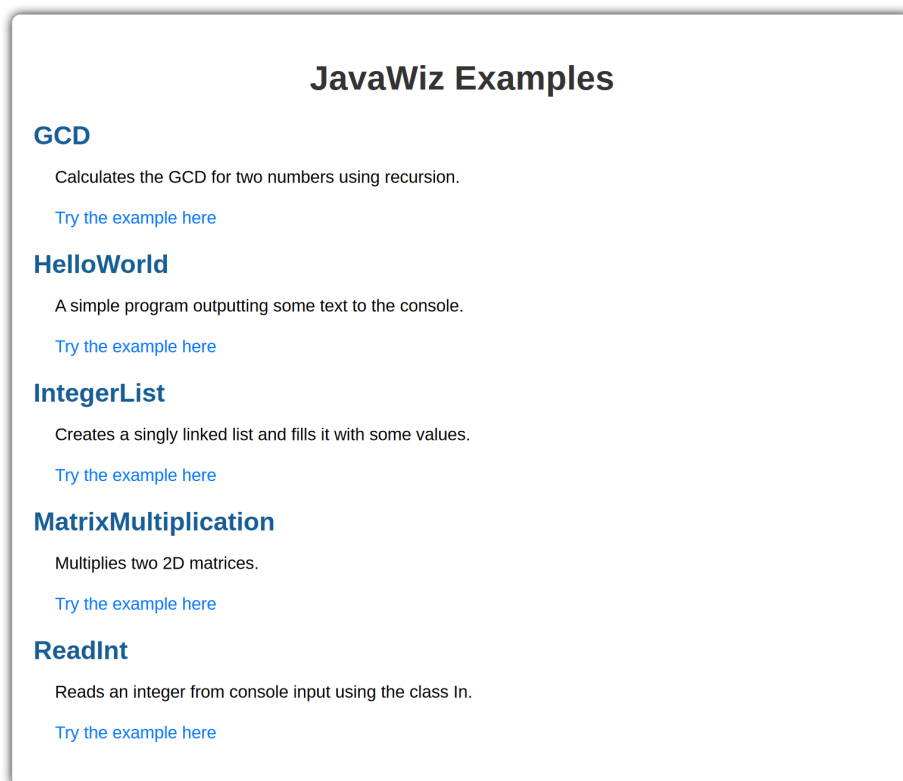 JavaWiz Examples
GCD
Calculates the GCD for two numbers using recursion.
Try the example here
HelloWorld
A simple program outputting some text to the console.
Try the example here
IntegerList
Creates a singly linked list and fills it with some values.
Try the example here
MatrixMultiplication
Multiplies two 2D matrices.
Try the example here
ReadInt
Reads an integer from console input using the class In.
Try the example here